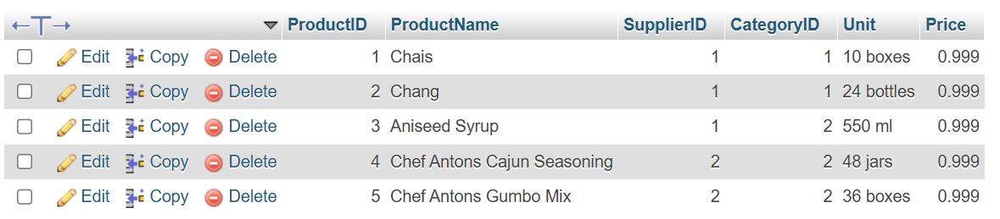 ProductID ProductName SupplierID CategoryID Unit Price
Edit Copy Delete 1 Chais 1 1 10 boxes 0.999
Edit Copy Delete 2 Chang 1 1 24 bottles 0.999
Edit Copy Delete 3 Aniseed Syrup 1 2 550 ml 0.999
Edit Copy Delete 4 Chef Antons Cajun Seasoning 2 2 48 jars 0.999
Edit Copy Delete 5 Chef Antons Gumbo Mix 2 2 36 boxes 0.999